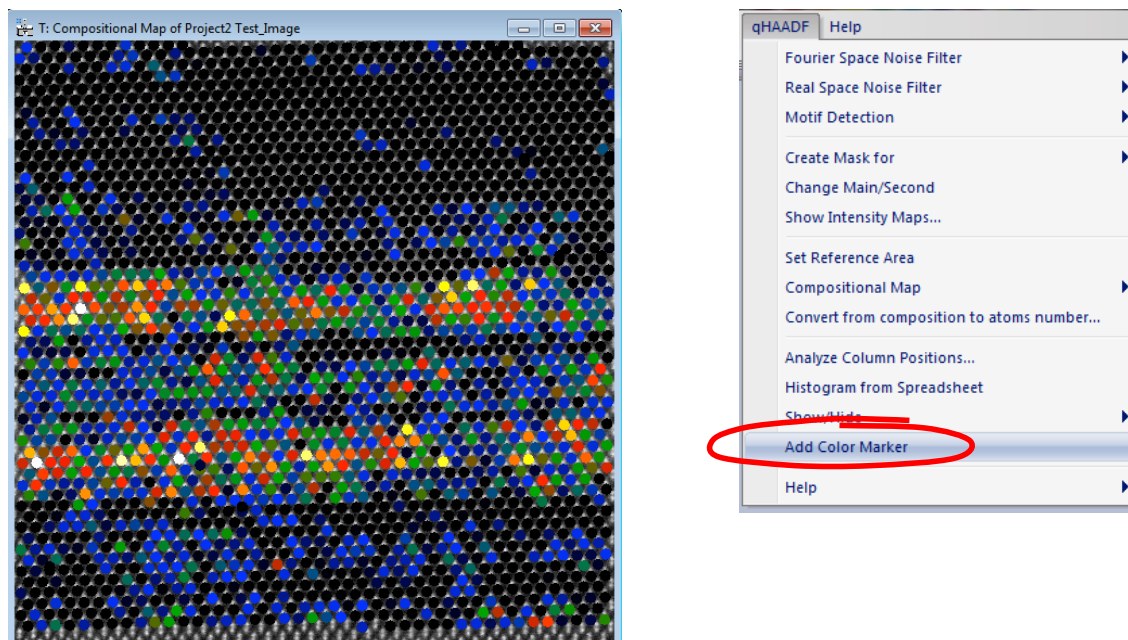 T: Compositional Map of Project2 Test_Image
qHAADF Help
Fourier Space Noise Filter
Real Space Noise Filter
Motif Detection
Create Mask for
Change Main/Second
Show Intensity Maps...
Set Reference Area
Compositional Map
Convert from composition to atoms number...
Analyze Column Positions...
Histogram from Spreadsheet
Show/Hide
Add Color Marker
Help